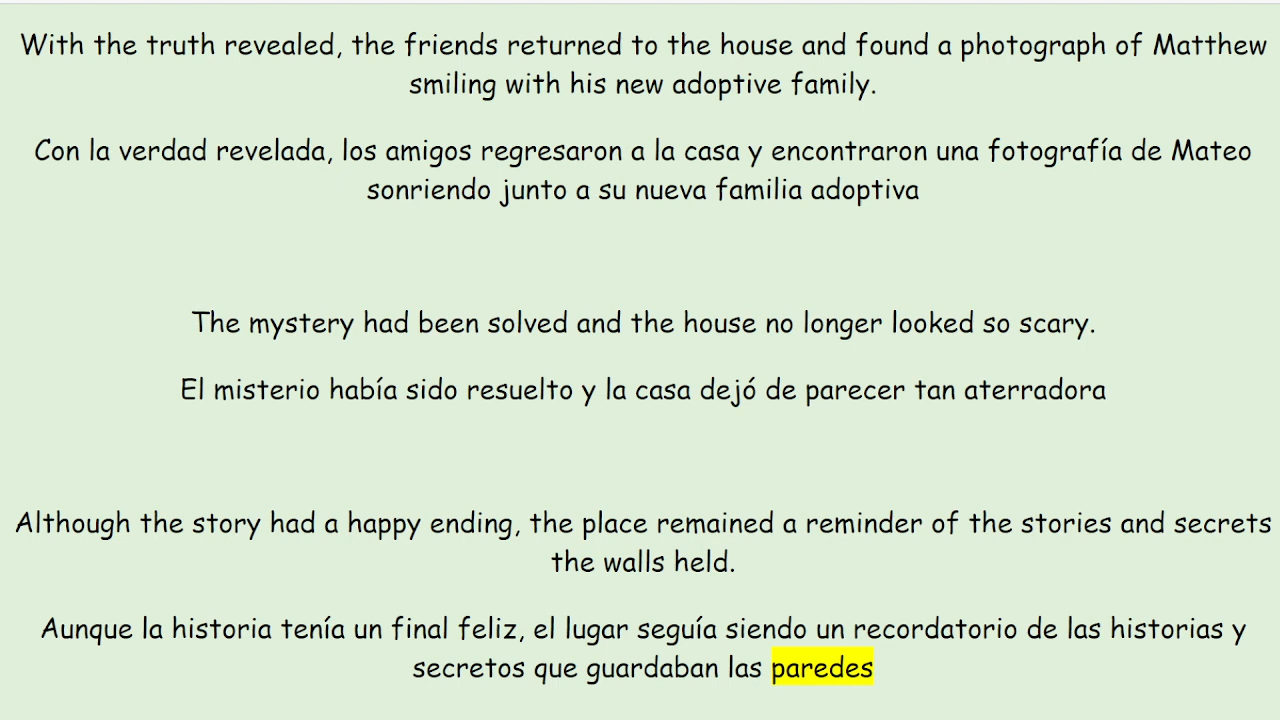 With the truth revealed, the friends returned to the house and found a photograph of Matthew
smiling with his new adoptive family.
Con la verdad revelada, los amigos regresaron a la casa y encontraron una fotografía de Mateo
sonriendo junto a su nueva familia adoptiva
The mystery had been solved and the house no longer looked so scary.
El misterio había sido resuelto y la casa dejó de parecer tan aterradora
Although the story had a happy ending, the place remained a reminder of the stories and secrets
the walls held.
Aunque la historia tenía un final feliz, el lugar seguía siendo un recordatorio de las historias y
secretos que guardaban las paredes